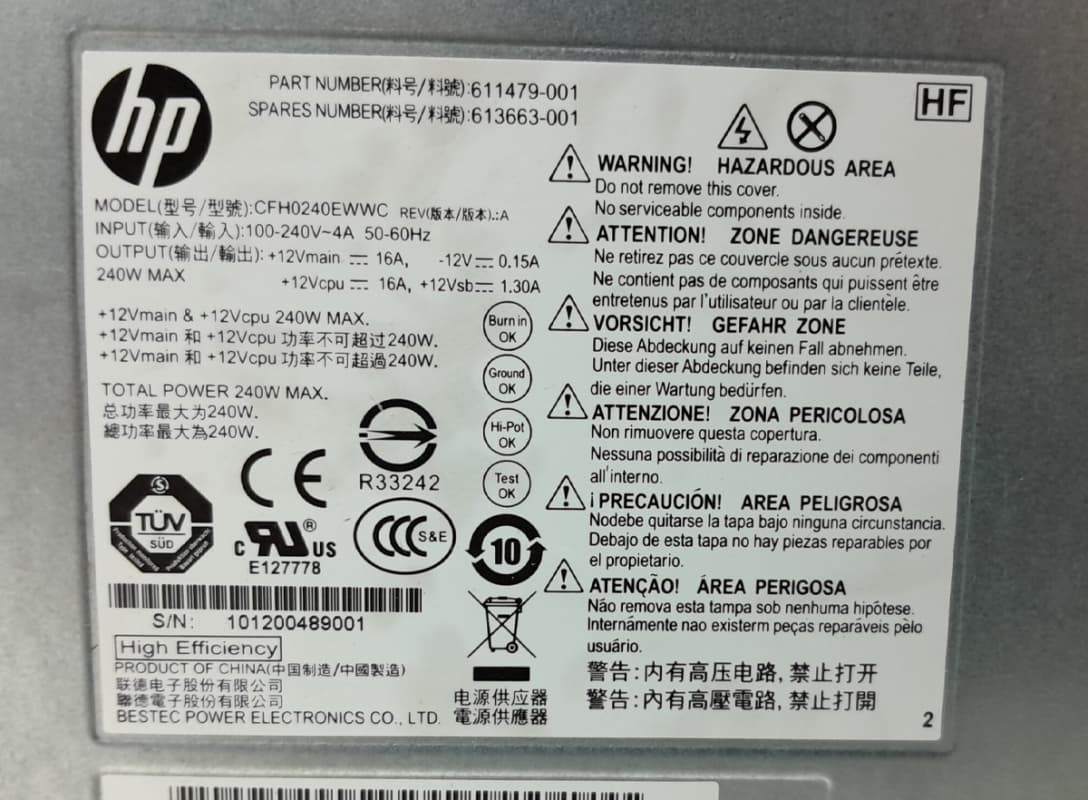 hp
PART NUMBER(料号/料號):611479-001
SPARES NUMBER(料号/料號):613663-001
HF
MODEL(型号/型號):CFH0240EWWC REV(版本/版本).:A
INPUT(输入/輸入):100-240V~4A 50-60Hz
OUTPUT(输出/輸出): +12Vmain ⎓ 16A, -12V ⎓ 0.15A
240W MAX +12Vcpu ⎓ 16A, +12Vsb ⎓ 1.30A
+12Vmain & +12Vcpu 240W MAX.
+12Vmain 和 +12Vcpu 功率不可超过240W.
+12Vmain 和 +12Vcpu 功率不可超過240W.
TOTAL POWER 240W MAX.
总功率最大为240W.
總功率最大為240W.
Burn in
OK
Ground
OK
Hi-Pot
OK
Test
OK
R33242
CE
TÜV
SÜD
c RU US ®
E127778
CCC S&E
10
S/N: 101200489001
High Efficiency
PRODUCT OF CHINA(中国制造/中國製造)
联德电子股份有限公司
聯德電子股份有限公司
BESTEC POWER ELECTRONICS CO., LTD.
电源供应器
電源供應器
WARNING! HAZARDOUS AREA
Do not remove this cover.
No serviceable components inside.
ATTENTION! ZONE DANGEREUSE
Ne retirez pas ce couvercle sous aucun prétexte.
Ne contient pas de composants qui puissent être
entretenus par l'utilisateur ou par la clientèle.
VORSICHT! GEFAHR ZONE
Diese Abdeckung auf keinen Fall abnehmen.
Unter dieser Abdeckung befinden sich keine Teile,
die einer Wartung bedürfen.
ATTENZIONE! ZONA PERICOLOSA
Non rimuovere questa copertura.
Nessuna possibilità di reparazione dei componenti
all'interno.
¡PRECAUCIÓN! AREA PELIGROSA
Nodebe quitarse la tapa bajo ninguna circunstancia.
Debajo de esta tapa no hay piezas reparables por
el propietario.
ATENÇÃO! ÁREA PERIGOSA
Não remova esta tampa sob nenhuma hipótese.
Internámente nao existerm peças reparáveis pèlo
usuário.
警告:内有高压电路,禁止打开
警告:內有高壓電路,禁止打開
2